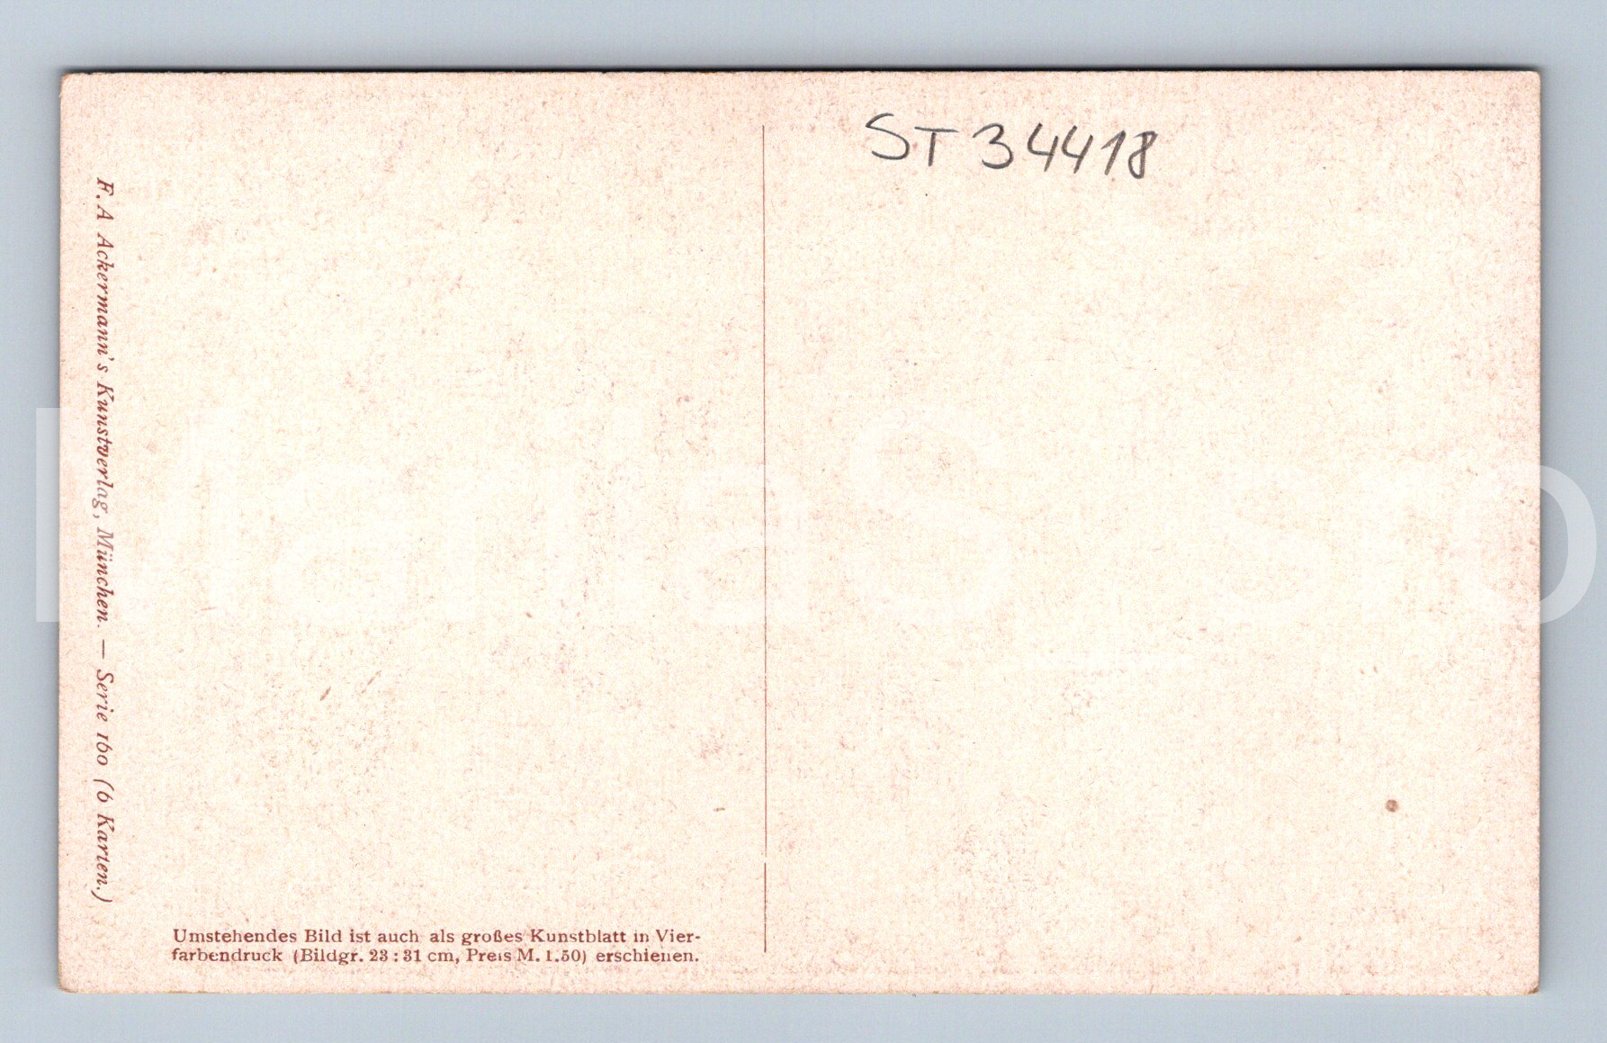 ST 34418
F. A Ackermann's Kunstverlag, München. — Serie 160 (6 Karten.)
Umstehendes Bild ist auch als großes Kunstblatt in Vier-
farbendruck (Bildgr. 23 : 31 cm, Preis M. 1.50) erschienen.